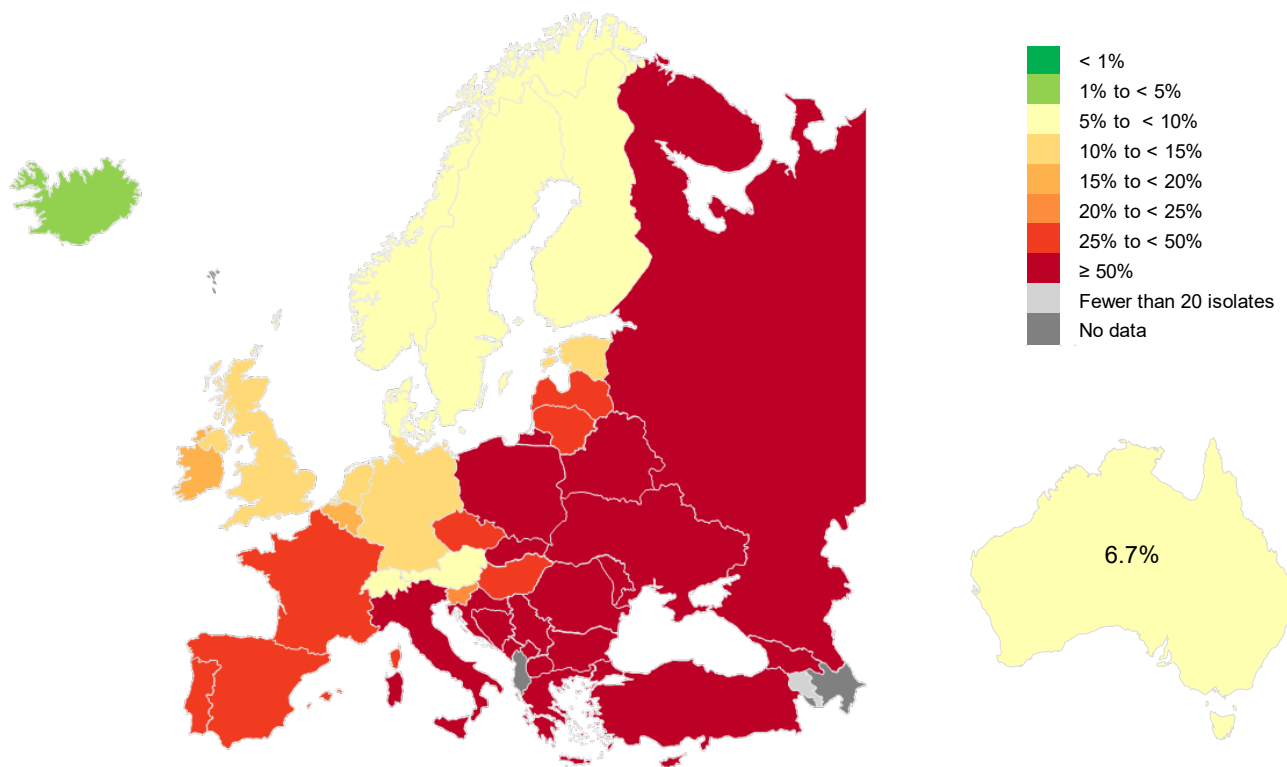 < 1%
1% to < 5%
5% to < 10%
10% to < 15%
15% to < 20%
20% to < 25%
25% to < 50%
≥ 50%
Fewer than 20 isolates
No data
6.7%